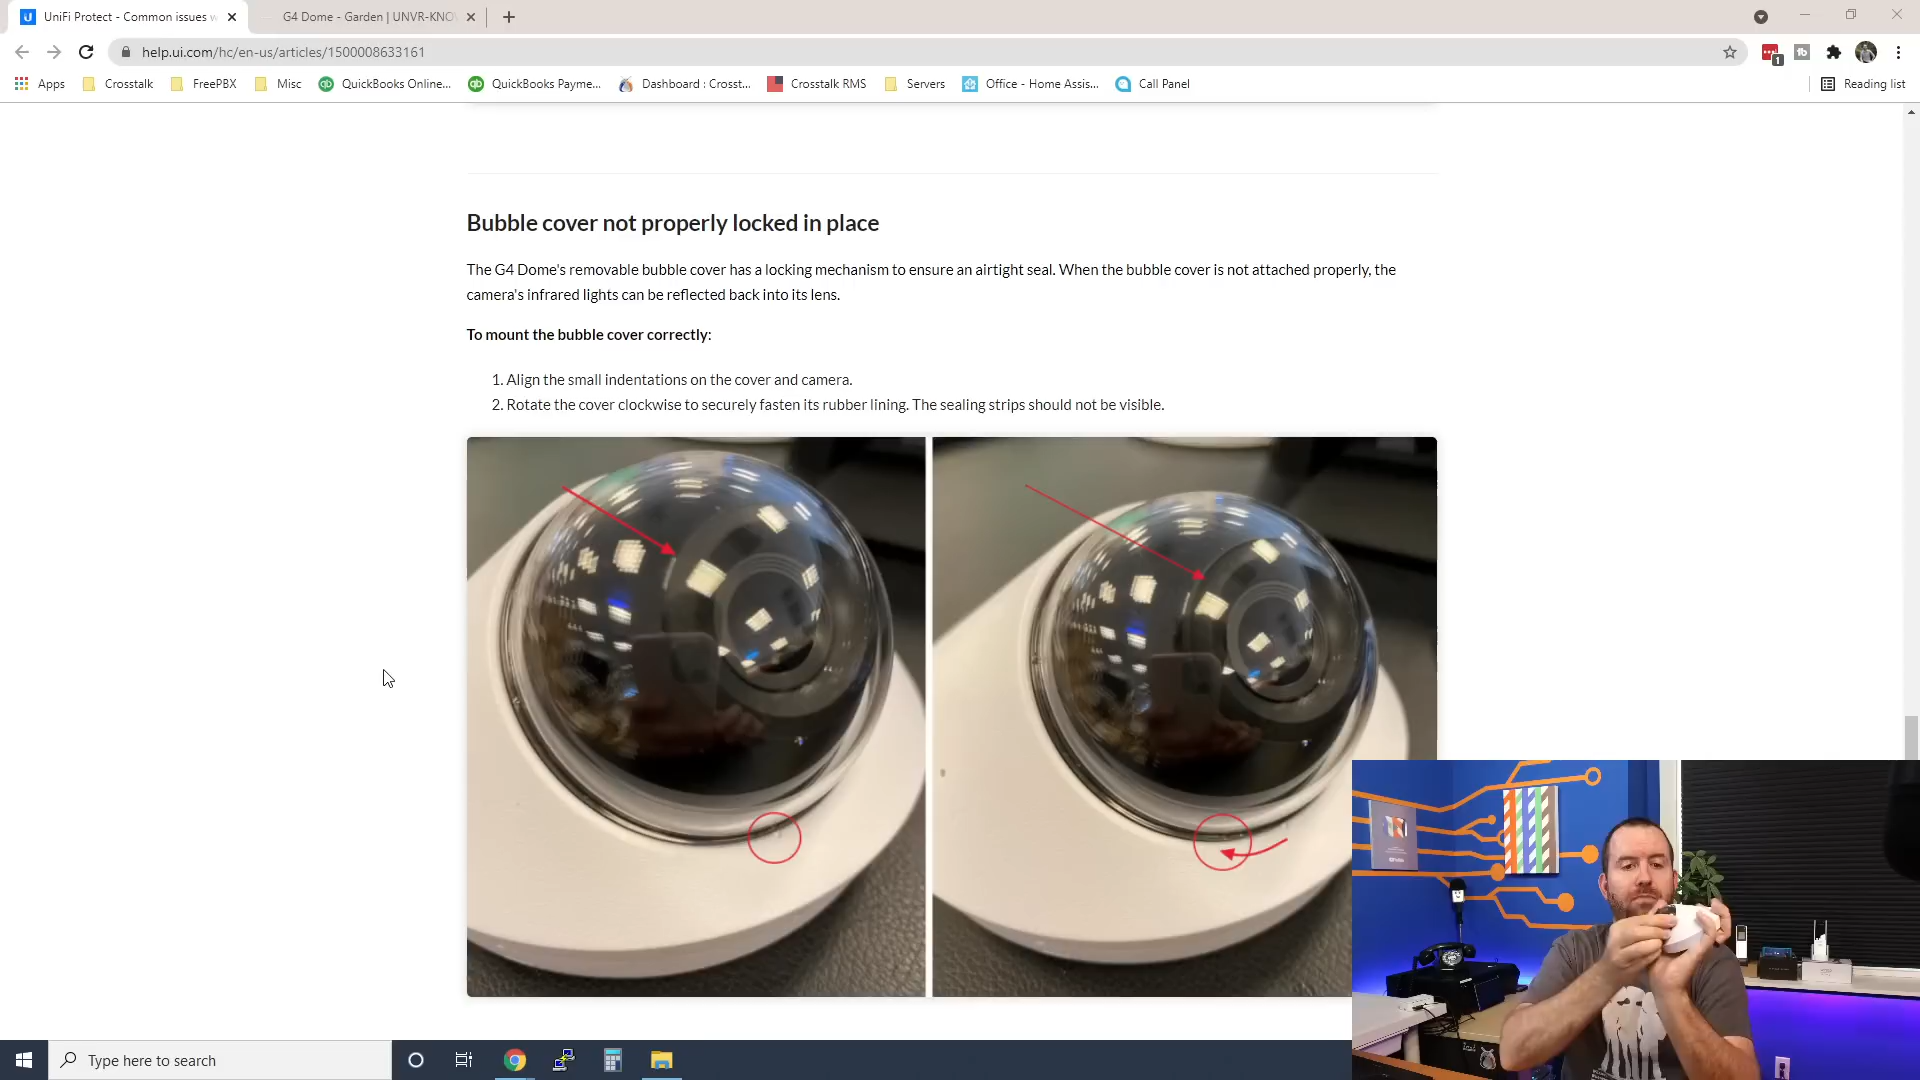 UniFi Protect - Common issues w
G4 Dome - Garden | UNVR-KNO
help.ui.com/hc/en-us/articles/1500008633161
1
Apps
Crosstalk
FreePBX
Misc
QuickBooks Online...
QuickBooks Payme...
Dashboard : Crosst...
Crosstalk RMS
Servers
Office - Home Assis...
Call Panel
Reading list
Bubble cover not properly locked in place
The G4 Dome's removable bubble cover has a locking mechanism to ensure an airtight seal. When the bubble cover is not attached properly, the
camera's infrared lights can be reflected back into its lens.
To mount the bubble cover correctly:
1. Align the small indentations on the cover and camera.
2. Rotate the cover clockwise to securely fasten its rubber lining. The sealing strips should not be visible.
Type here to search